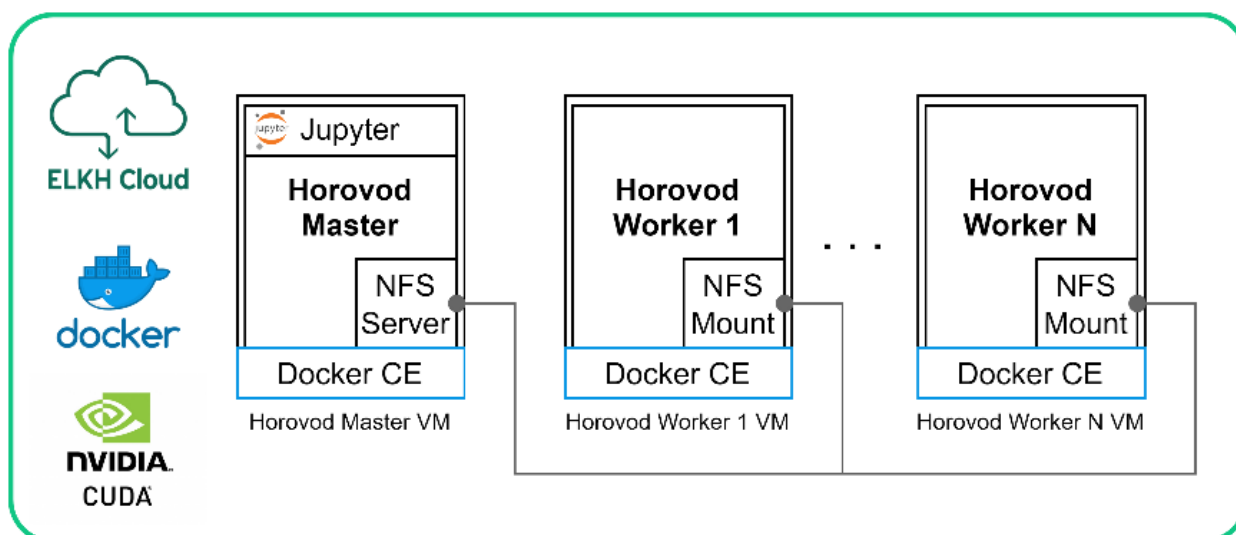 ELKH Cloud
docker
NVIDIA.
CUDA
jupyter
Jupyter
Horovod
Master
NFS
Server
Docker CE
Horovod Master VM
Horovod
Worker 1
NFS
Mount
Docker CE
Horovod Worker 1 VM
. . .
Horovod
Worker N
NFS
Mount
Docker CE
Horovod Worker N VM